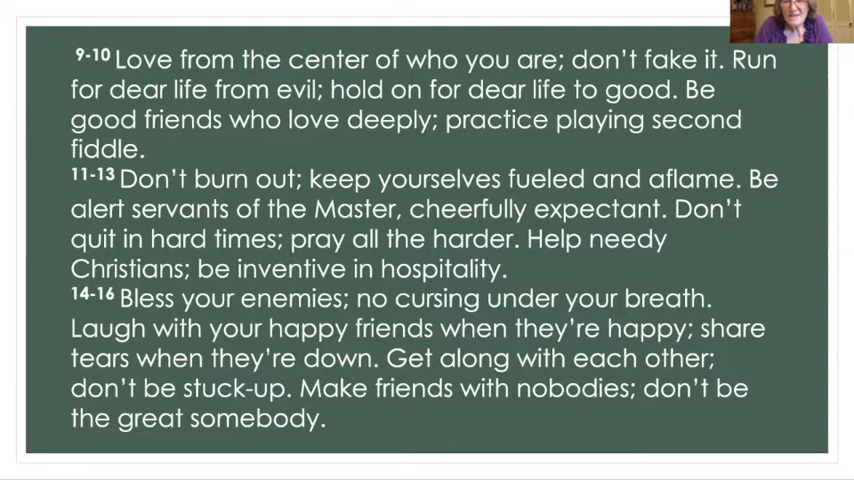 9-10 Love from the center of who you are; don’t fake it. Run
for dear life from evil; hold on for dear life to good. Be
good friends who love deeply; practice playing second
fiddle.
11-13 Don’t burn out; keep yourselves fueled and aflame. Be
alert servants of the Master, cheerfully expectant. Don’t
quit in hard times; pray all the harder. Help needy
Christians; be inventive in hospitality.
14-16 Bless your enemies; no cursing under your breath.
Laugh with your happy friends when they’re happy; share
tears when they’re down. Get along with each other;
don’t be stuck-up. Make friends with nobodies; don’t be
the great somebody.